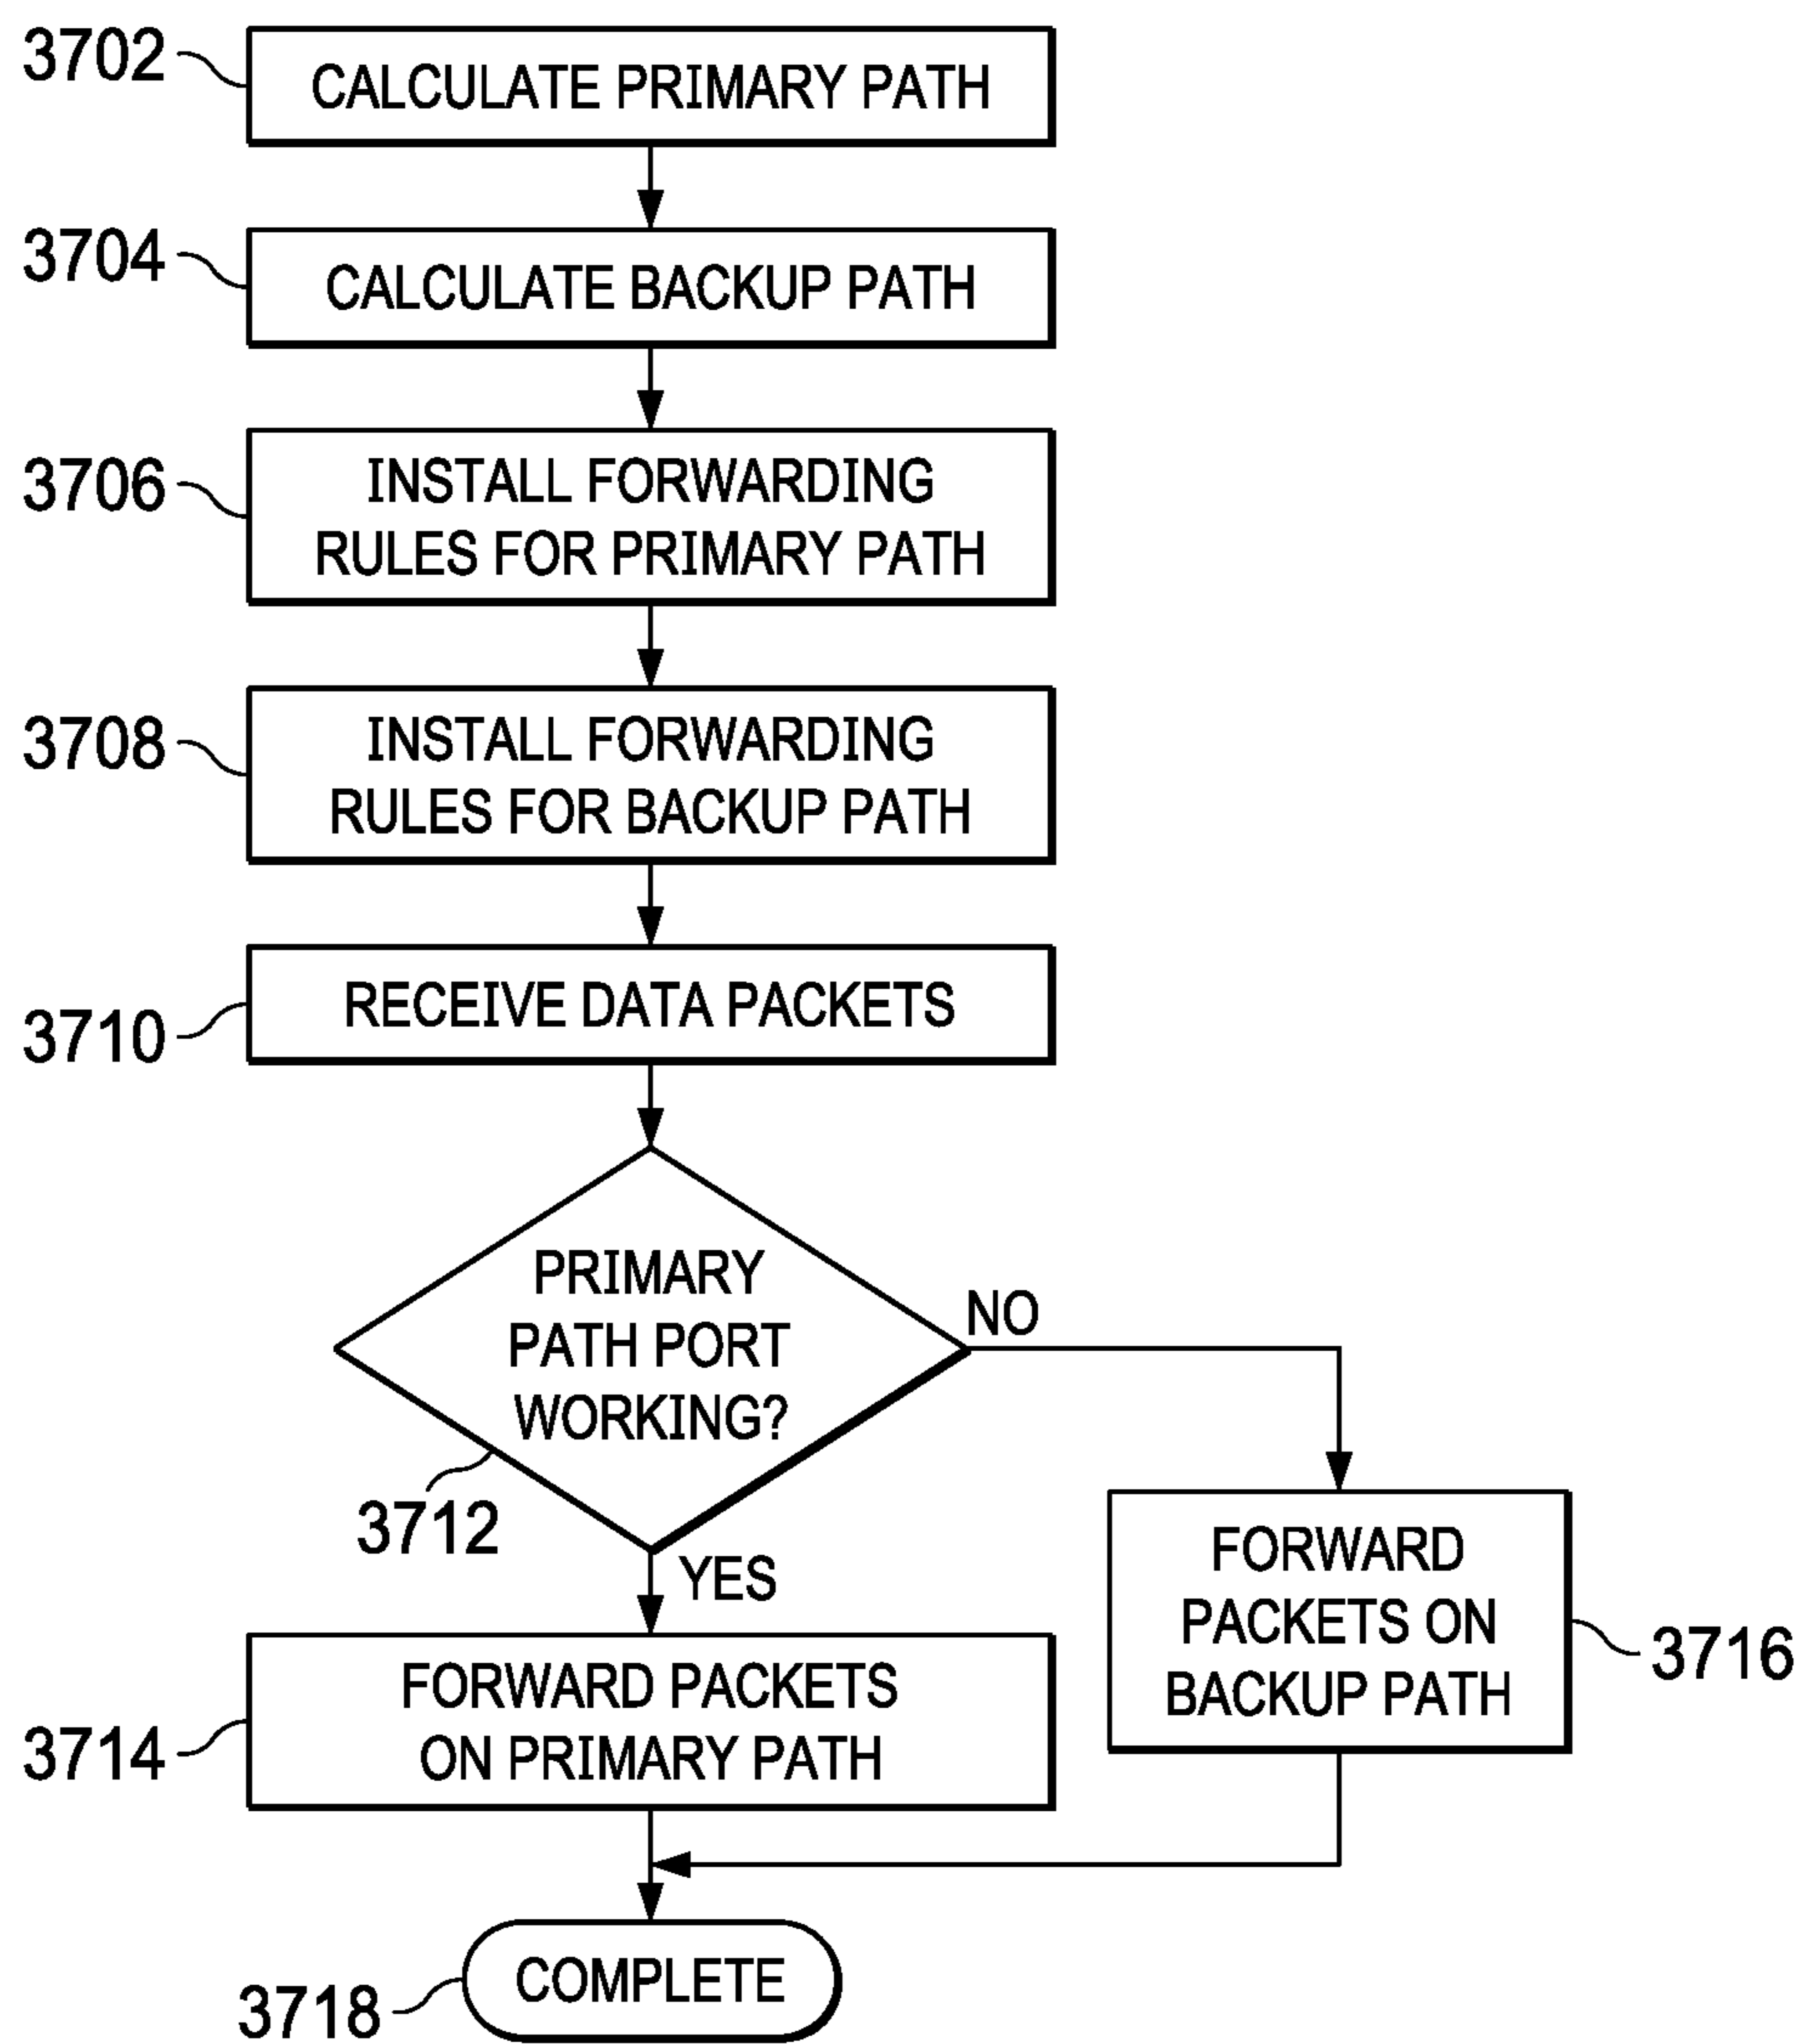 3702
CALCULATE PRIMARY PATH
3704
CALCULATE BACKUP PATH
3706
INSTALL FORWARDING
RULES FOR PRIMARY PATH
3708
INSTALL FORWARDING
RULES FOR BACKUP PATH
3710
RECEIVE DATA PACKETS
PRIMARY
PATH PORT
WORKING?
3712
NO
YES
FORWARD
PACKETS ON
BACKUP PATH
3716
3714
FORWARD PACKETS
ON PRIMARY PATH
COMPLETE
3718